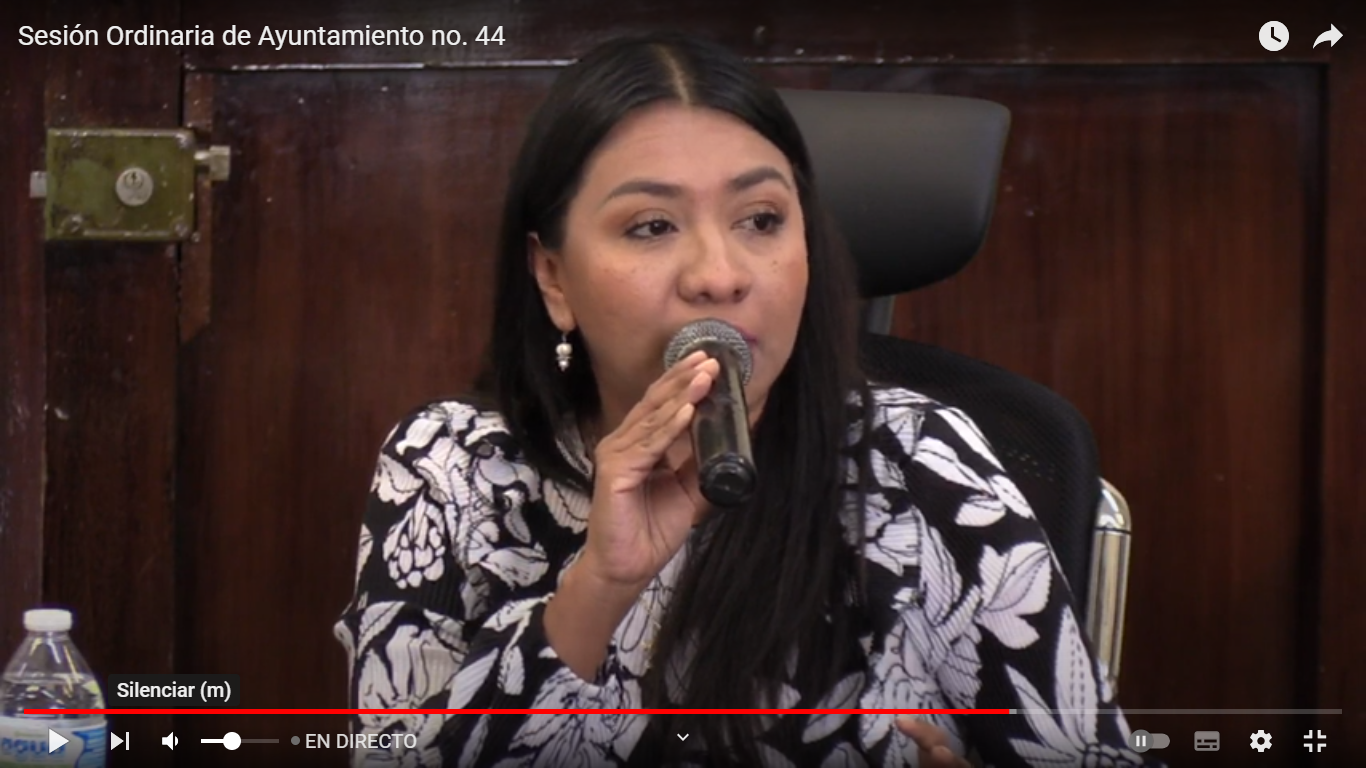 Sesión Ordinaria de Ayuntamiento no. 44
Silenciar (m)
EN DIRECTO